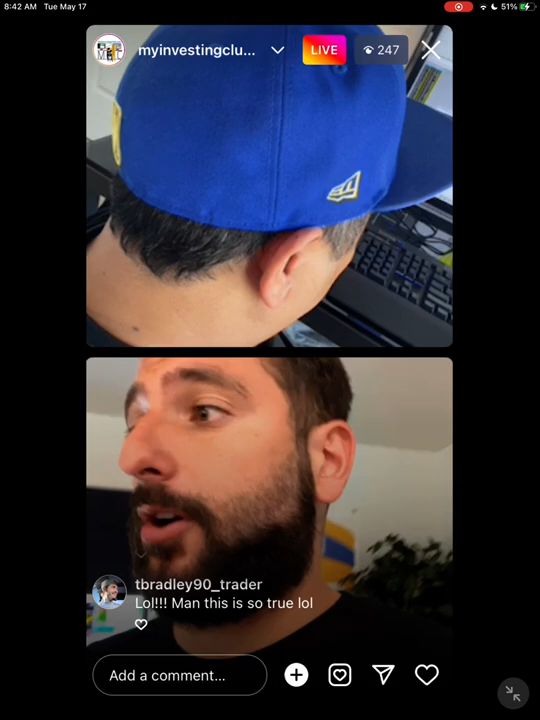 8:42 AM Tue May 17
51%
myinvestingclu...
LIVE
247
tbradley90_trader
Lol!!! Man this is so true lol
Add a comment...